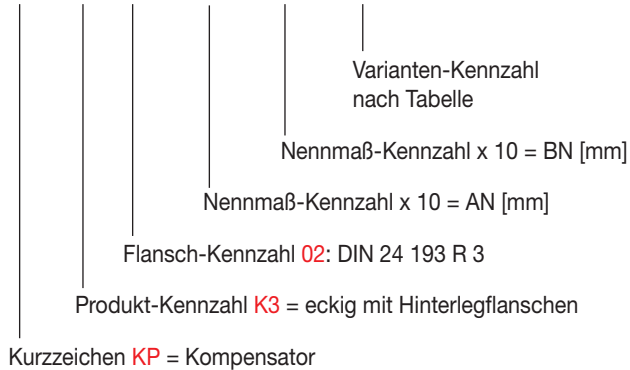 Varianten-Kennzahl
nach Tabelle
Nennmaß-Kennzahl x 10 = BN [mm]
Nennmaß-Kennzahl x 10 = AN [mm]
Flansch-Kennzahl 02: DIN 24 193 R 3
Produkt-Kennzahl K3 = eckig mit Hinterlegflanschen
Kurzzeichen KP = Kompensator